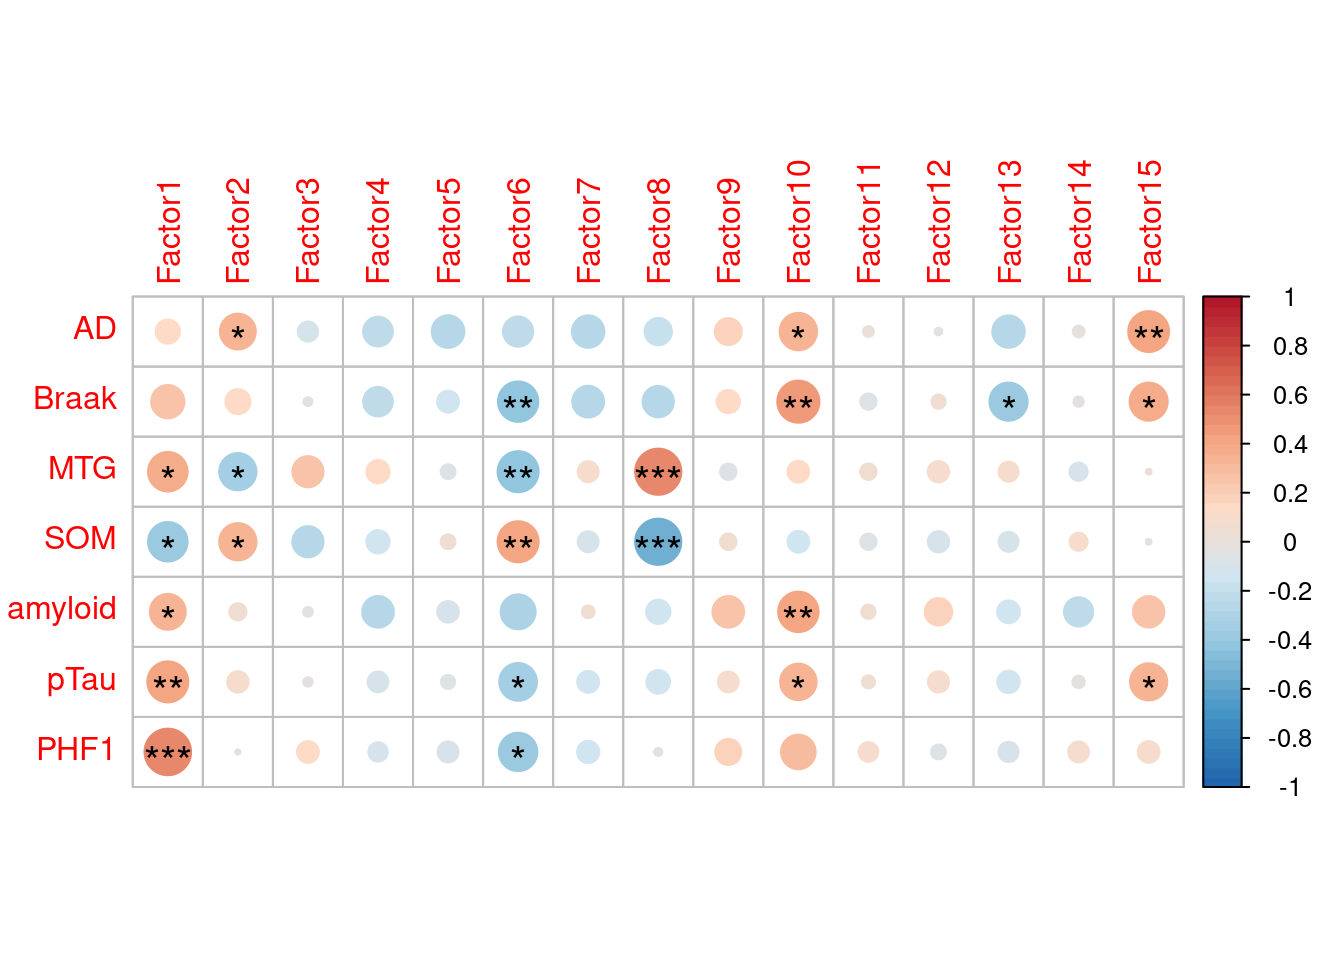 Factor1 Factor2 Factor3 Factor4 Factor5 Factor6 Factor7 Factor8 Factor9 Factor10 Factor11 Factor12 Factor13 Factor14 Factor15
AD * * **
Braak ** ** * *
MTG * * ** ***
SOM * * ** ***
amyloid * **
pTau ** * * *
PHF1 *** *
1
0.8
0.6
0.4
0.2
0
-0.2
-0.4
-0.6
-0.8
-1